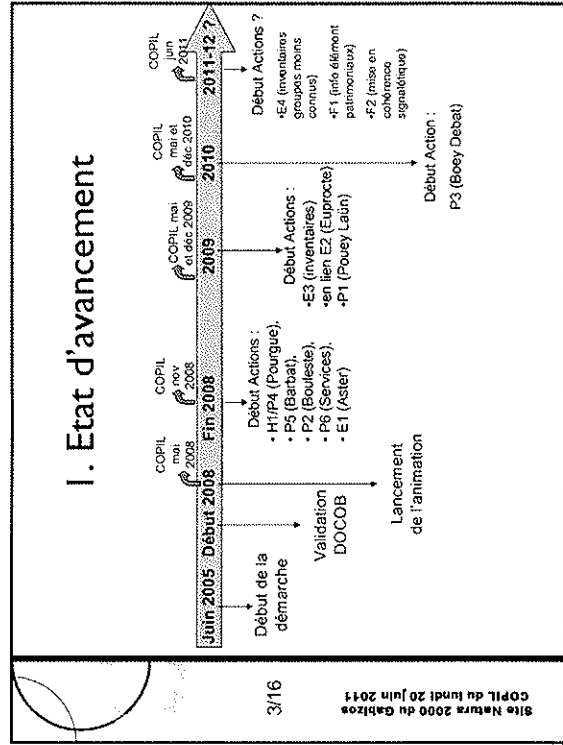 I. Etat d'avancement
COPIL
mai
2008
COPIL
nov
2008
COPIL mai
et déc 2009
COPIL
mai et
déc 2010
COPIL
juin
2011
Juin 2005
Début 2008
Fin 2008
2009
2010
2011-12 ?
Début de la
démarche
Validation
DOCOB
Lancement
de l'animation
Début Actions :
• H1/P4 (Pourgue),
• P5 (Barbat),
• P2 (Bouleste),
• P6 (Services),
• E1 (Aster)
Début Actions :
•E3 (inventaires)
•en lien E2 (Euprocte)
•P1 (Pouey Laün)
Début Action :
P3 (Boey Debat)
Début Actions ?
•E4 (inventaires
groupes moins
connus)
•F1 (info élément
patrimoniaux)
•F2 (mise en
cohérence
signalétique)
3/16
Site Natura 2000 du Gabizos
COPIL du lundi 20 juin 2011